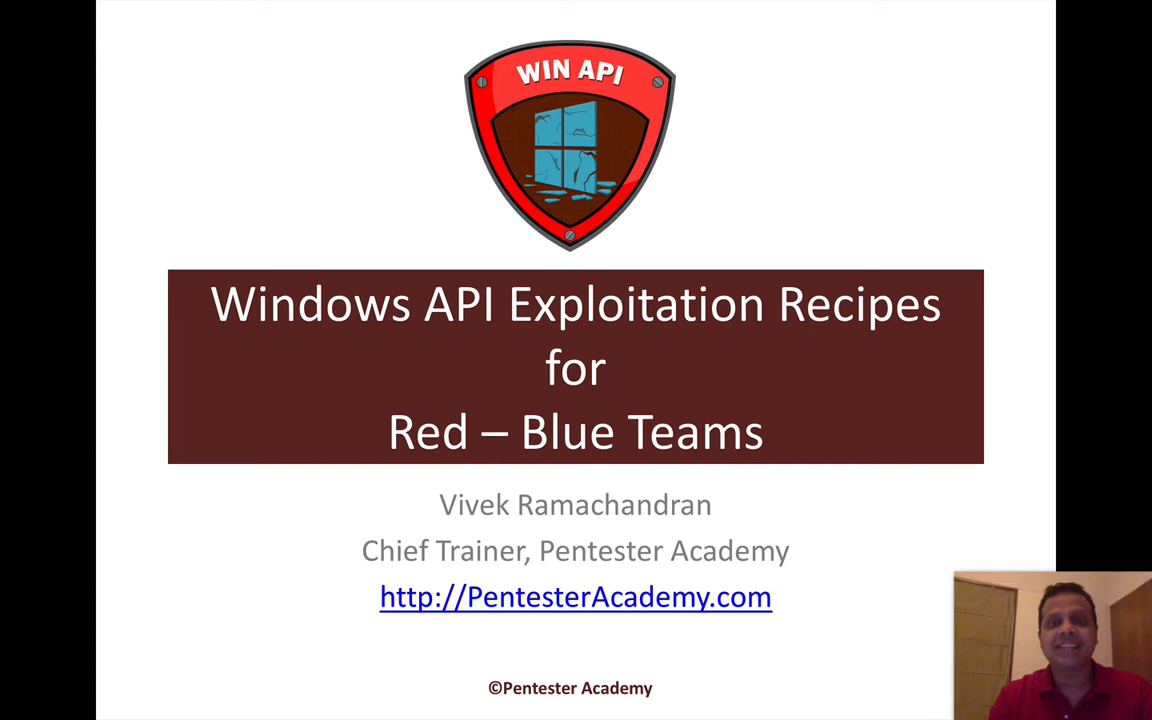 WIN API
Windows API Exploitation Recipes
for
Red – Blue Teams
Vivek Ramachandran
Chief Trainer, Pentester Academy
http://PentesterAcademy.com
©Pentester Academy